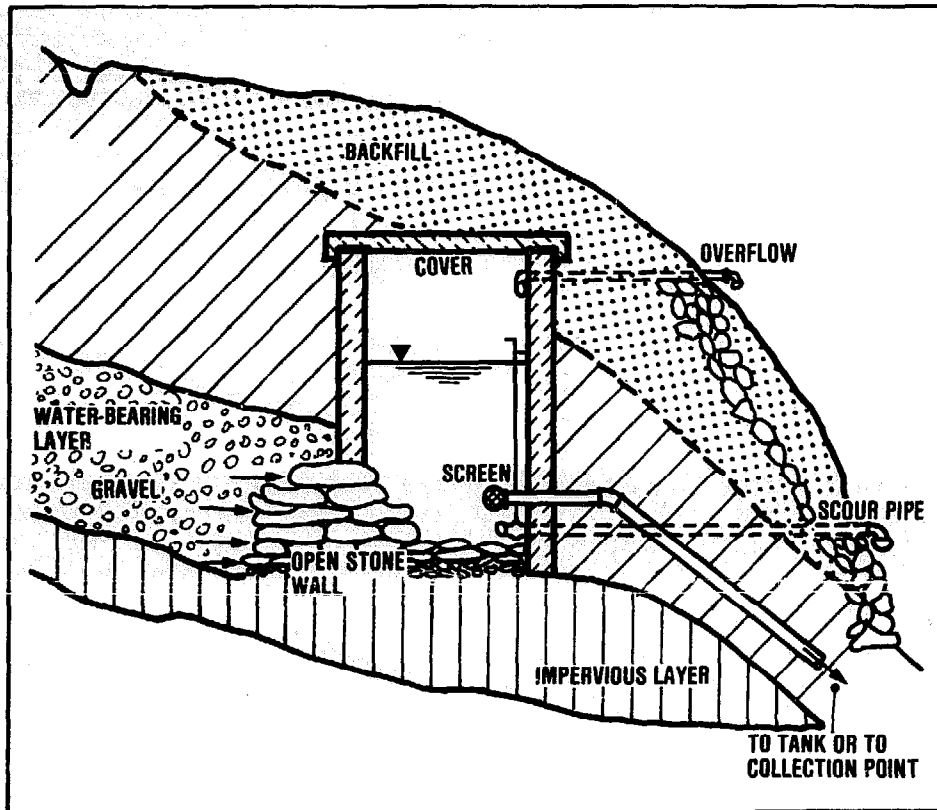 BACKFILL
OVERFLOW
COVER
WATER-BEARING
LAYER
GRAVEL
SCREEN
SCOUR PIPE
OPEN STONE
WALL
IMPERVIOUS LAYER
TO TANK OR TO
COLLECTION POINT